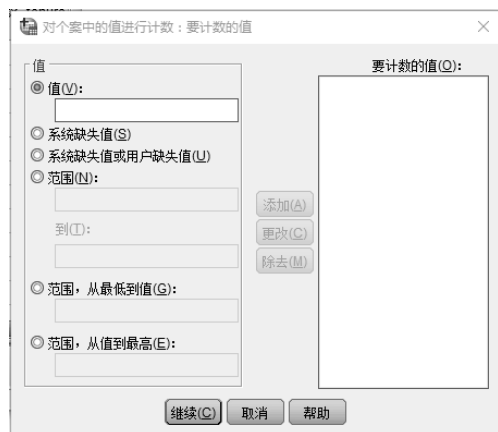 对个案中的值进行计数：要计数的值
值
值(V):
系统缺失值(S)
系统缺失值或用户缺失值(U)
范围(N):
到(T):
范围，从最低到值(G):
范围，从值到最高(E):
要计数的值(O):
添加(A)
更改(C)
除去(M)
继续(C) 取消 帮助